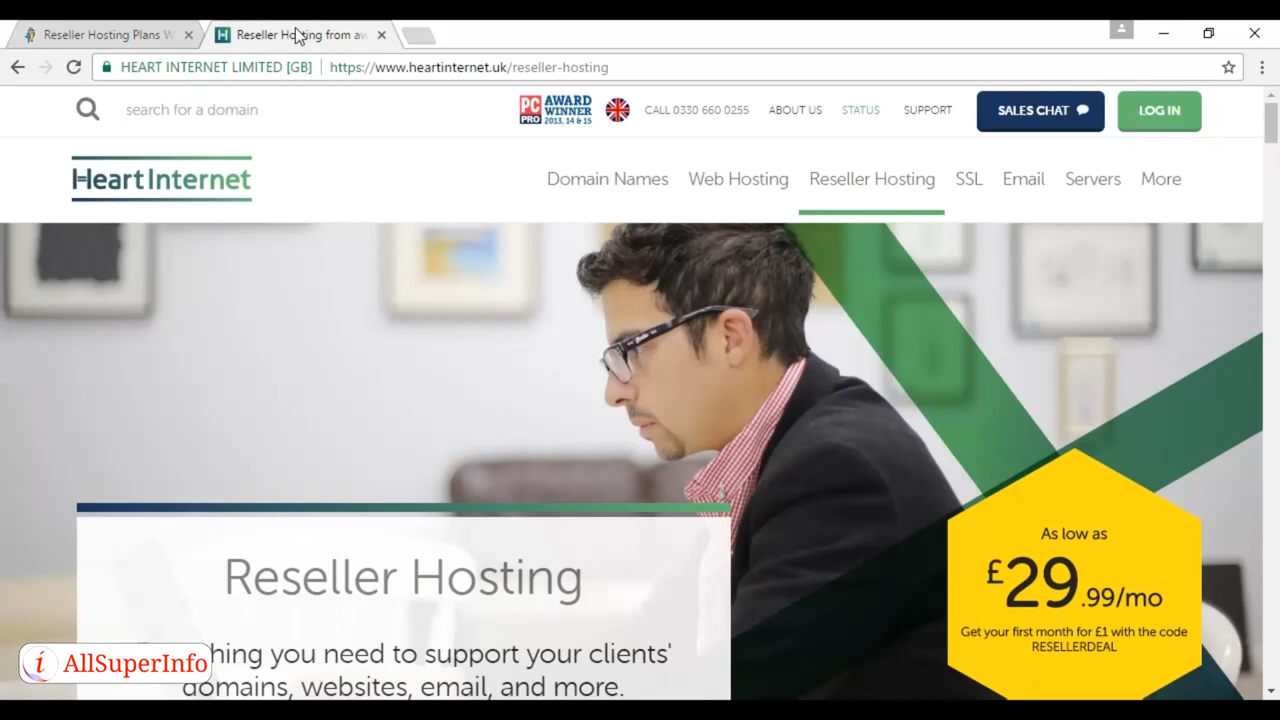 Reseller Hosting Plans W
Reseller Hosting from aw
HEART INTERNET LIMITED [GB]
https://www.heartinternet.uk/reseller-hosting
search for a domain
PC PRO AWARD WINNER 2013, 14 & 15
CALL 0330 660 0255
ABOUT US
STATUS
SUPPORT
SALES CHAT
LOG IN
Heart Internet
Domain Names
Web Hosting
Reseller Hosting
SSL
Email
Servers
More
As low as
£29.99/mo
Get your first month for £1 with the code
RESELLERDEAL
Reseller Hosting
hing you need to support your clients'
domains, websites, email, and more.
i AllSuperInfo